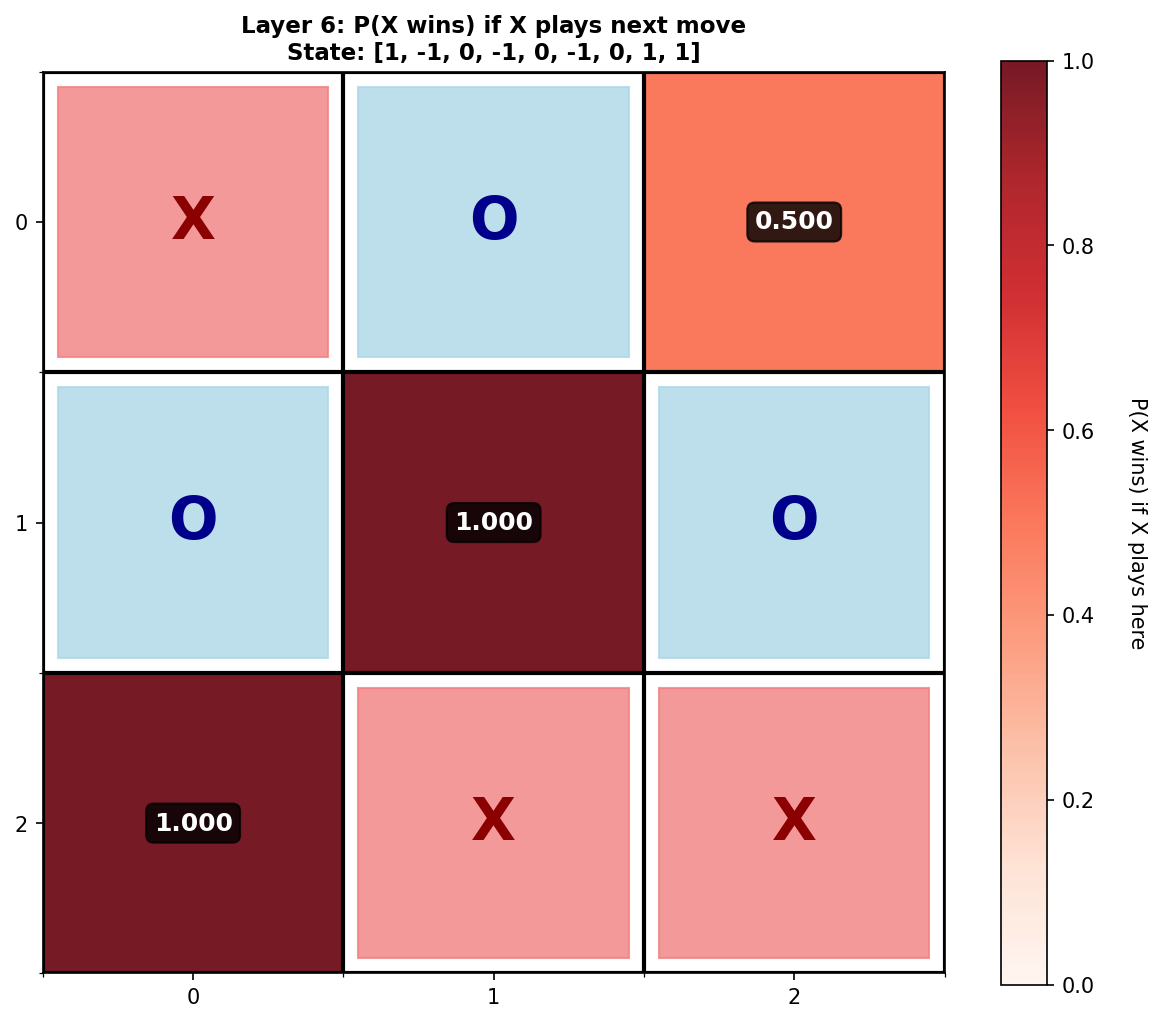 Layer 6: P(X wins) if X plays next move
State: [1, -1, 0, -1, 0, -1, 0, 1, 1]
X
O
0.500
O
1.000
O
1.000
X
X
0
1
2
0
1
2
1.0
0.8
0.6
0.4
0.2
0.0
P(X wins) if X plays here